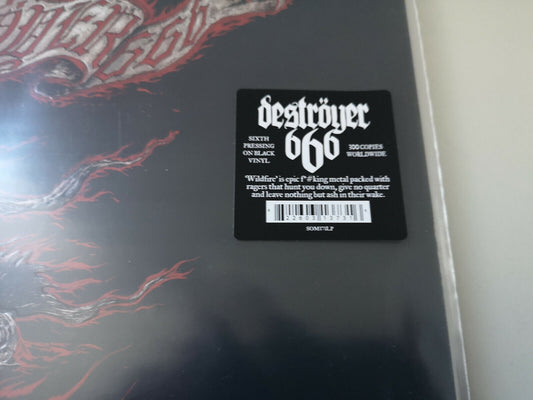 deströyer
666
SIXTH
PRESSING
ON BLACK
VINYL
300 COPIES
WORLDWIDE
'Wildfire' is epic f*#king metal packed with
ragers that hunt you down, give no quarter
and leave nothing but ash in their wake.
SOM371LP